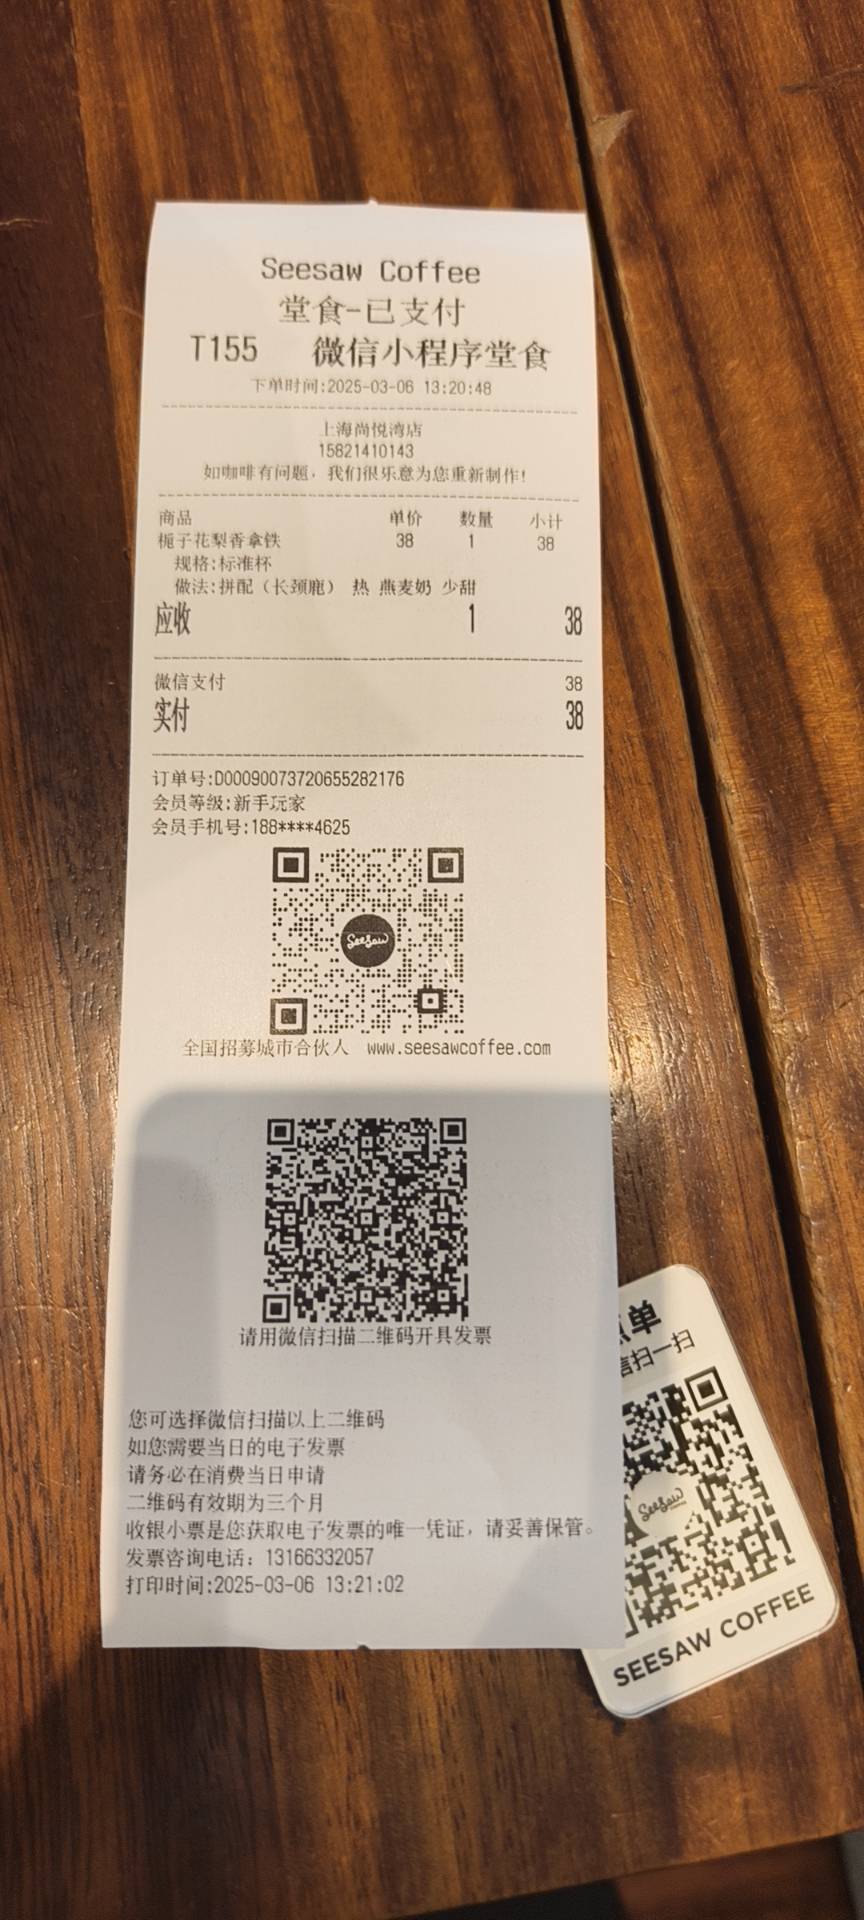 Seesaw Coffee
堂食-已支付
T155 微信小程序堂食
下单时间:2025-03-06 13:20:48
上海尚悦湾店
15821410143
如咖啡有问题，我们很乐意为您重新制作!
商品 单价 数量 小计
栀子花梨香拿铁 38 1 38
规格:标准杯
做法:拼配（长颈鹿） 热 燕麦奶 少甜
应收 1 38
微信支付 38
实付 38
订单号:D00090073720655282176
会员等级:新手玩家
会员手机号:188****4625
SeeSaw
全国招募城市合伙人 www.seesawcoffee.com
请用微信扫描二维码开具发票
您可选择微信扫描以上二维码
如您需要当日的电子发票
请务必在消费当日申请
二维码有效期为三个月
收银小票是您获取电子发票的唯一凭证，请妥善保管。
发票咨询电话：13166332057
打印时间:2025-03-06 13:21:02
单
信扫一扫
SeeSaw
SEESAW COFFEE